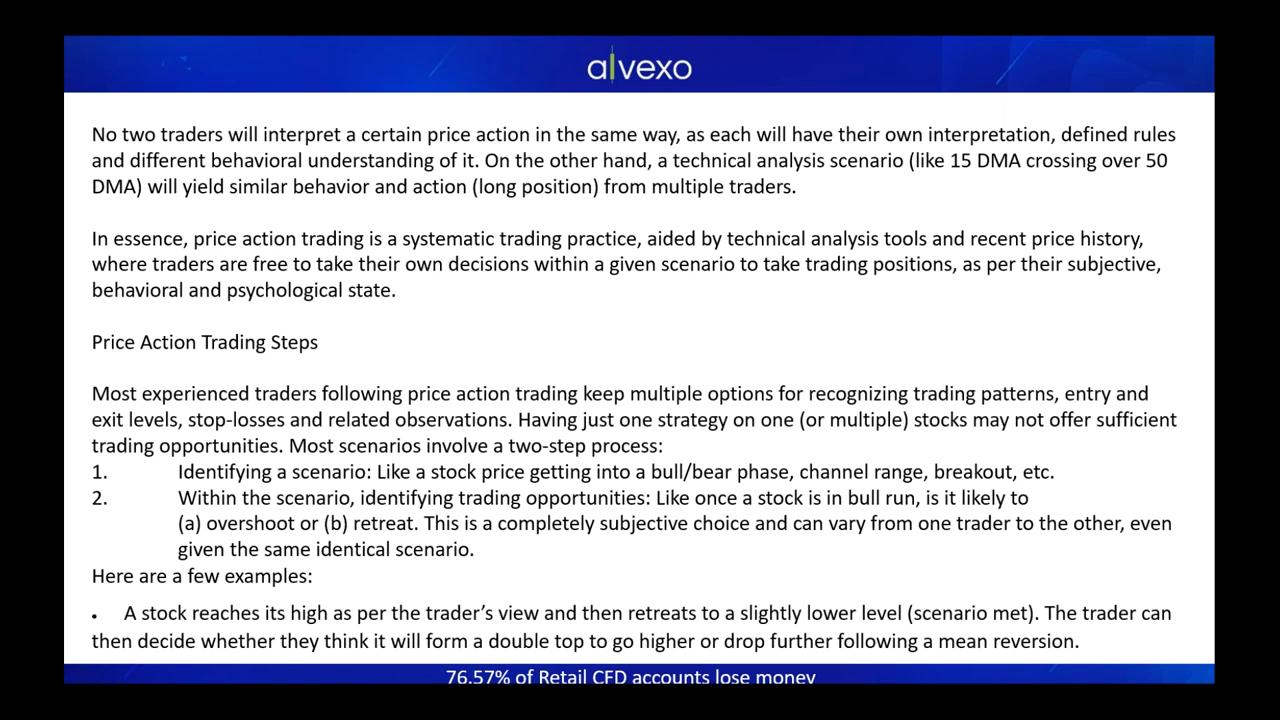 alvexo
No two traders will interpret a certain price action in the same way, as each will have their own interpretation, defined rules
and different behavioral understanding of it. On the other hand, a technical analysis scenario (like 15 DMA crossing over 50
DMA) will yield similar behavior and action (long position) from multiple traders.
In essence, price action trading is a systematic trading practice, aided by technical analysis tools and recent price history,
where traders are free to take their own decisions within a given scenario to take trading positions, as per their subjective,
behavioral and psychological state.
Price Action Trading Steps
Most experienced traders following price action trading keep multiple options for recognizing trading patterns, entry and
exit levels, stop-losses and related observations. Having just one strategy on one (or multiple) stocks may not offer sufficient
trading opportunities. Most scenarios involve a two-step process:
1. Identifying a scenario: Like a stock price getting into a bull/bear phase, channel range, breakout, etc.
2. Within the scenario, identifying trading opportunities: Like once a stock is in bull run, is it likely to
(a) overshoot or (b) retreat. This is a completely subjective choice and can vary from one trader to the other, even
given the same identical scenario.
Here are a few examples:
• A stock reaches its high as per the trader’s view and then retreats to a slightly lower level (scenario met). The trader can
then decide whether they think it will form a double top to go higher or drop further following a mean reversion.
76.57% of Retail CFD accounts lose money